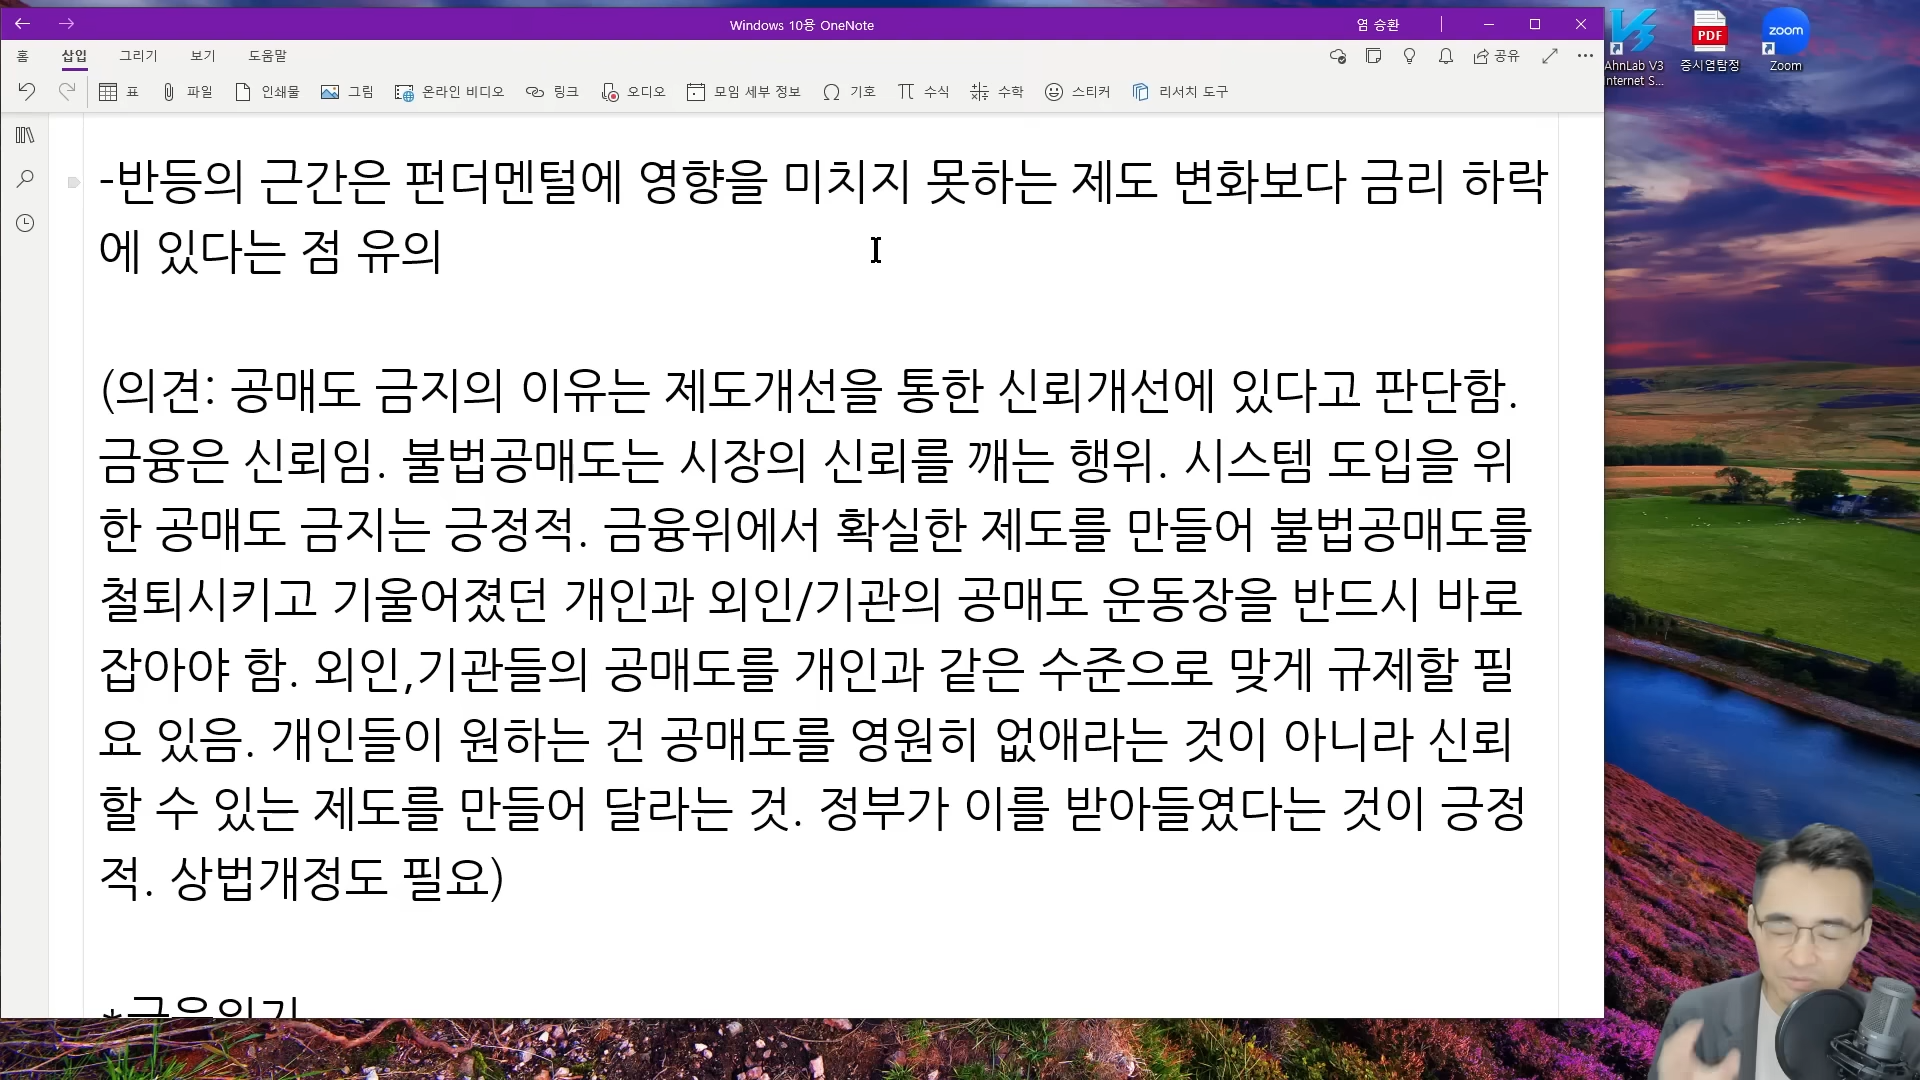 Windows 10용 OneNote
염 승환
홈 삽입 그리기 보기 도움말
공유
표 파일 인쇄물 그림 온라인 비디오 링크 오디오 모임 세부 정보 기호 수식 수학 스티커 리서치 도구
AhnLab V3
Internet S...
PDF
증시염탐정
zoom
Zoom
-반등의 근간은 펀더멘털에 영향을 미치지 못하는 제도 변화보다 금리 하락
에 있다는 점 유의
(의견: 공매도 금지의 이유는 제도개선을 통한 신뢰개선에 있다고 판단함.
금융은 신뢰임. 불법공매도는 시장의 신뢰를 깨는 행위. 시스템 도입을 위
한 공매도 금지는 긍정적. 금융위에서 확실한 제도를 만들어 불법공매도를
철퇴시키고 기울어졌던 개인과 외인/기관의 공매도 운동장을 반드시 바로
잡아야 함. 외인,기관들의 공매도를 개인과 같은 수준으로 맞게 규제할 필
요 있음. 개인들이 원하는 건 공매도를 영원히 없애라는 것이 아니라 신뢰
할 수 있는 제도를 만들어 달라는 것. 정부가 이를 받아들였다는 것이 긍정
적. 상법개정도 필요)